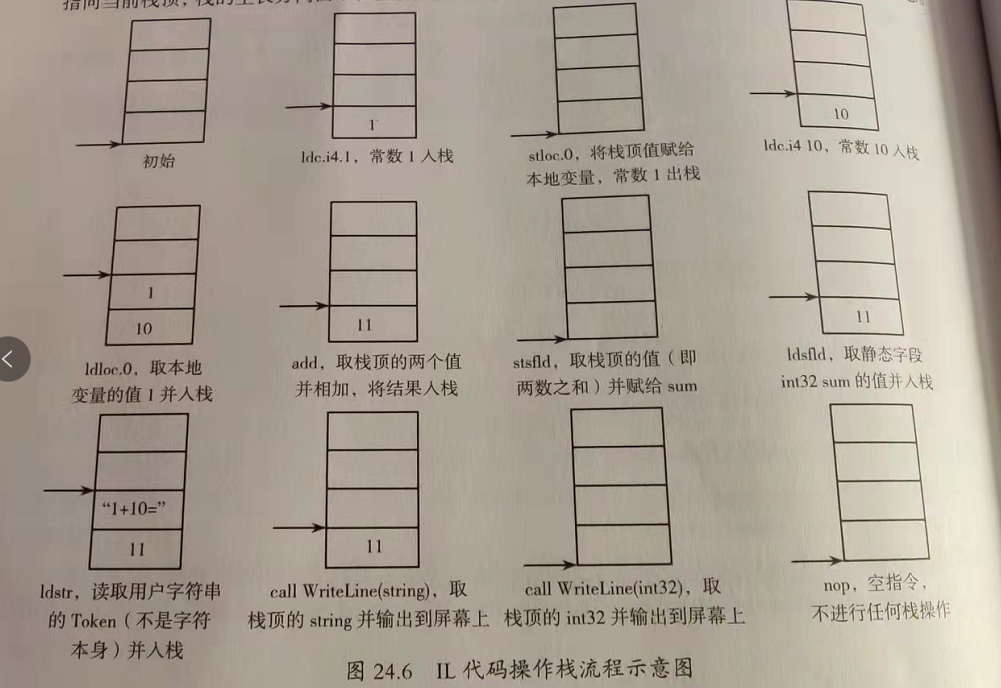 指向当前栈顶，栈的生长方向
1
10
初始
ldc.i4.1，常数 1 入栈
stloc.0，将栈顶值赋给
本地变量，常数 1 出栈
ldc.i4 10，常数 10 入栈
1
10
11
11
ldloc.0，取本地
变量的值 1 并入栈
add，取栈顶的两个值
并相加，将结果入栈
stsfld，取栈顶的值（即
两数之和）并赋给 sum
ldsfld，取静态字段
int32 sum 的值并入栈
“1+10=”
11
11
ldstr，读取用户字符串
的 Token（不是字符
本身）并入栈
call WriteLine(string)，取
栈顶的 string 并输出到屏幕上
call WriteLine(int32)，取
栈顶的 int32 并输出到屏幕上
nop，空指令，
不进行任何栈操作
图 24.6 IL 代码操作栈流程示意图